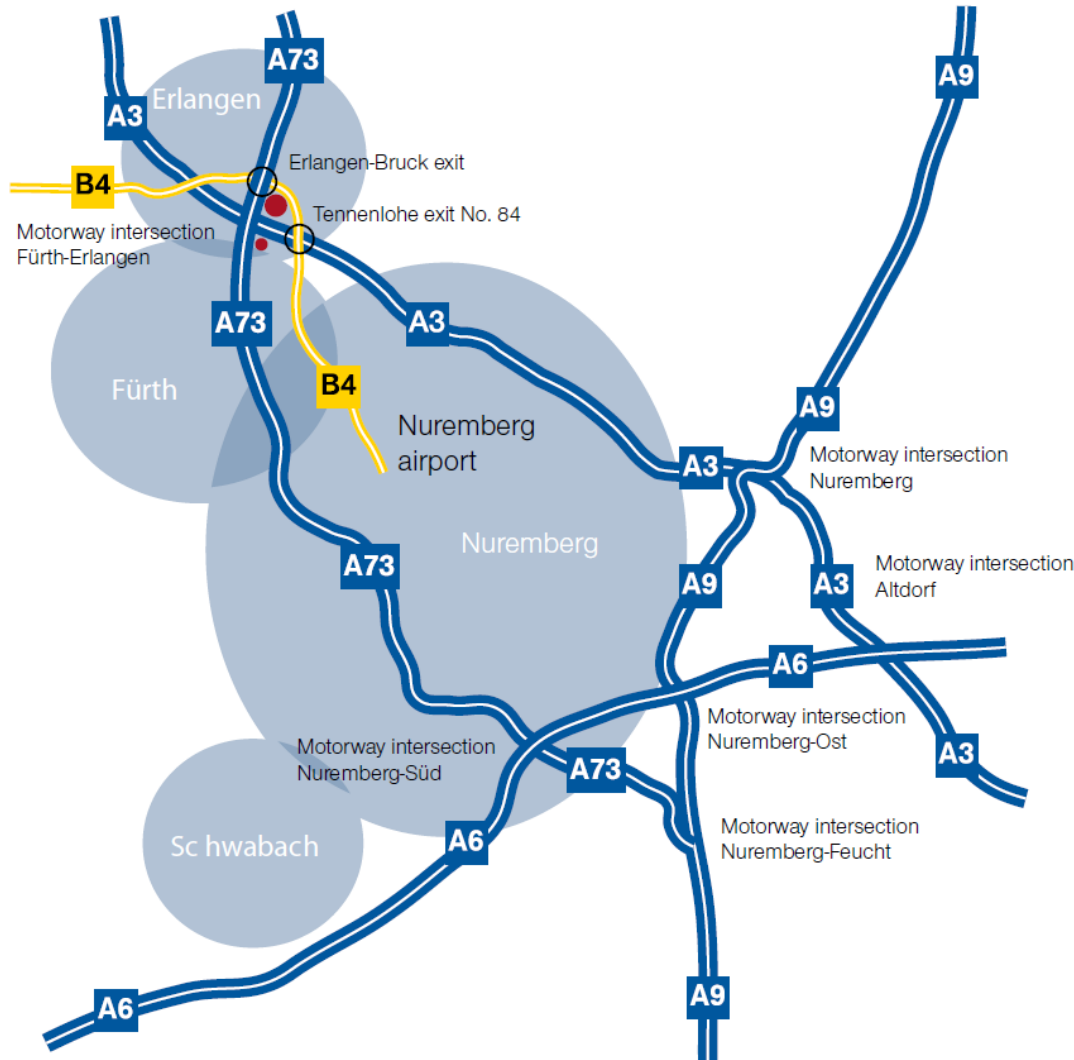 A73
A9
Erlangen
A3
Erlangen-Bruck exit
B4
Tennenlohe exit No. 84
Motorway intersection
Fürth-Erlangen
A73
A3
Fürth
B4
A9
Nuremberg
airport
Motorway intersection
Nuremberg
A3
Nuremberg
A73
A9
A3
Motorway intersection
Altdorf
A6
Motorway intersection
Nuremberg-Ost
Motorway intersection
Nuremberg-Süd
A73
A3
Sc hwabach
A6
Motorway intersection
Nuremberg-Feucht
A6
A9